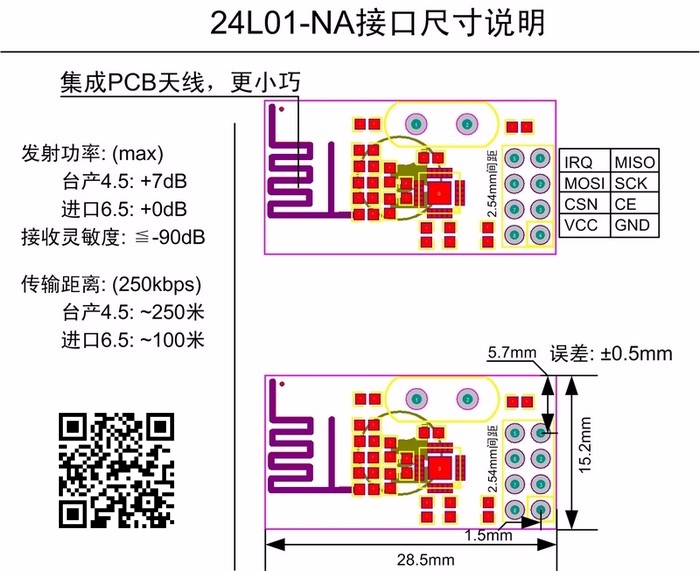 24L01-NA接口尺寸说明
集成PCB天线，更小巧
发射功率: (max)
台产4.5: +7dB
进口6.5: +0dB
接收灵敏度: ≦-90dB
传输距离: (250kbps)
台产4.5: ~250米
进口6.5: ~100米
2.54mm间距
IRQ MISO
MOSI SCK
CSN CE
VCC GND
5.7mm 误差: ±0.5mm
2.54mm间距
15.2mm
1.5mm
28.5mm